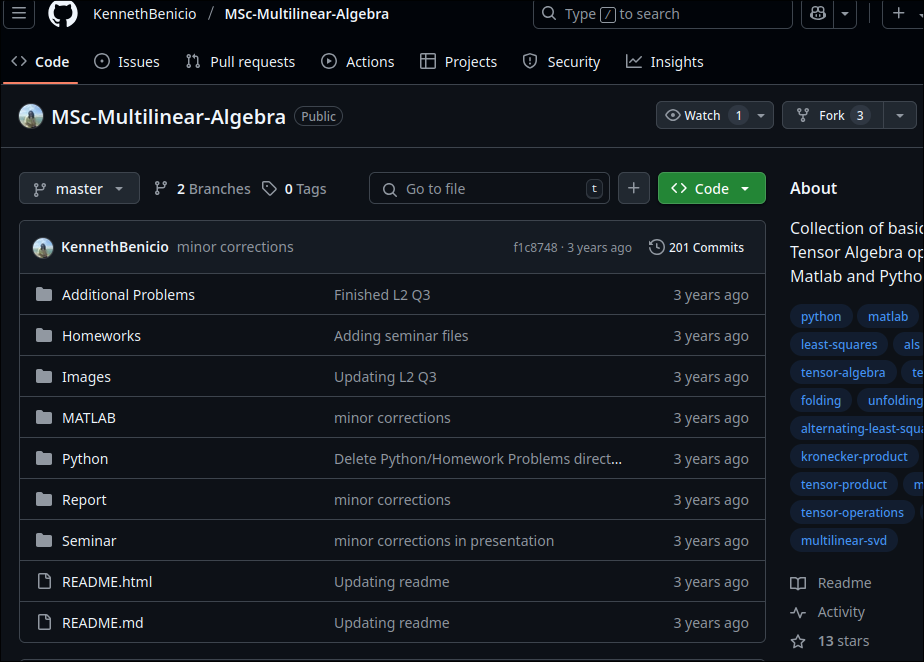 KennethBenicio / MSc-Multilinear-Algebra
Type / to search
Code Issues Pull requests Actions Projects Security Insights
MSc-Multilinear-Algebra Public
Watch 1 Fork 3
master 2 Branches 0 Tags
Go to file t
Code
KennethBenicio minor corrections f1c8748 · 3 years ago 201 Commits
Additional Problems Finished L2 Q3 3 years ago
Homeworks Adding seminar files 3 years ago
Images Updating L2 Q3 3 years ago
MATLAB minor corrections 3 years ago
Python Delete Python/Homework Problems direct... 3 years ago
Report minor corrections 3 years ago
Seminar minor corrections in presentation 3 years ago
README.html Updating readme 3 years ago
README.md Updating readme 3 years ago
About
Collection of basic
Tensor Algebra op
Matlab and Pytho
python matlab
least-squares als
tensor-algebra te
folding unfolding
alternating-least-squa
kronecker-product
tensor-product m
tensor-operations
multilinear-svd
Readme
Activity
13 stars